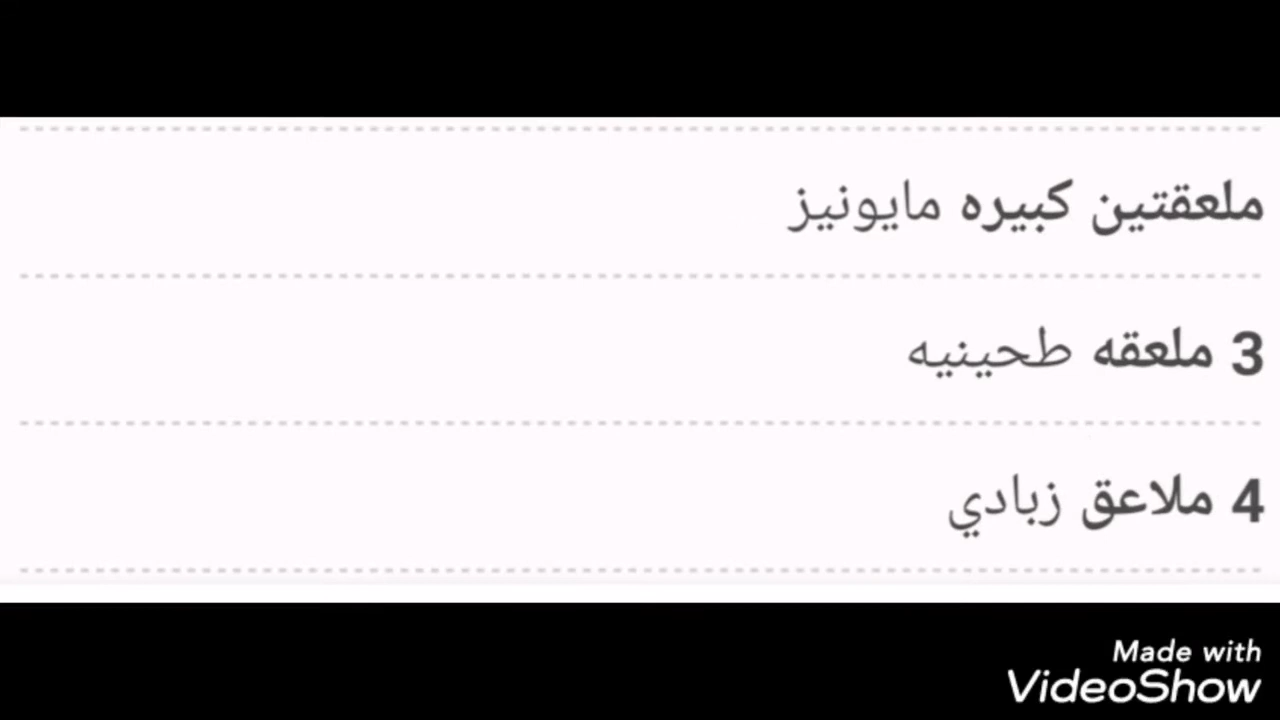 ملعقتين كبيره مايونيز
3 ملعقه طحينيه
4 ملاعق زبادي
Made with
VideoShow